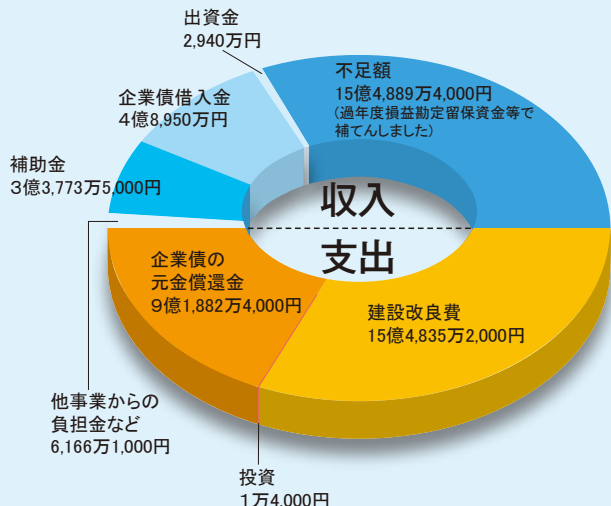 出資金
2,940万円
不足額
15億4,889万4,000円
(過年度損益勘定留保資金等で
補てんしました)
企業債借入金
4億8,950万円
補助金
3億3,773万5,000円
収入
支出
企業債の
元金償還金
9億1,882万4,000円
建設改良費
15億4,835万2,000円
他事業からの
負担金など
6,166万1,000円
投資
1万4,000円